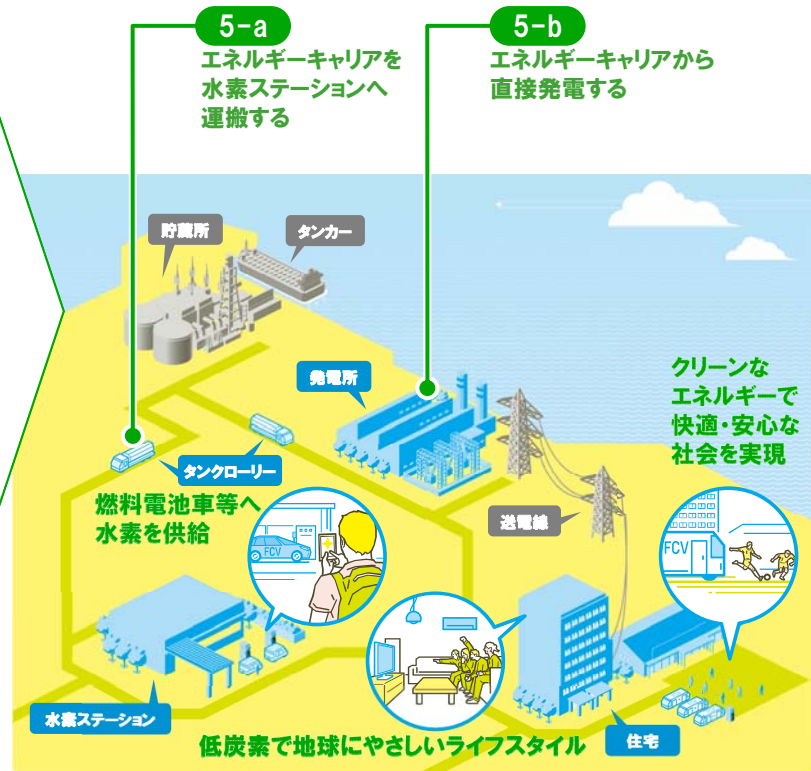 5-a
エネルギーキャリアを
水素ステーションへ
運搬する
5-b
エネルギーキャリアから
直接発電する
貯蔵所
タンカー
発電所
クリーンな
エネルギーで
快適・安心な
社会を実現
タンクローリー
燃料電池車等へ
水素を供給
送電線
FCV
FCV
水素ステーション
低炭素で地球にやさしいライフスタイル
住宅